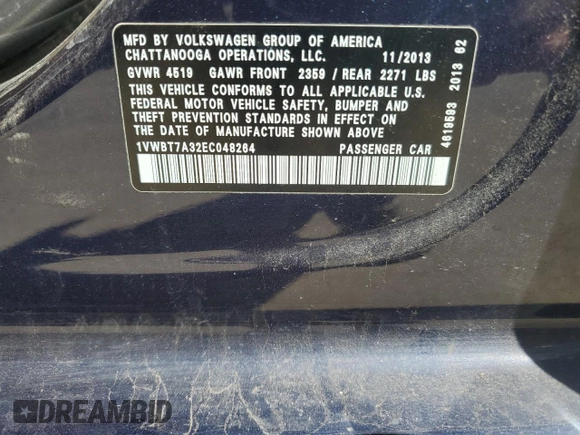 MFD BY VOLKSWAGEN GROUP OF AMERICA
CHATTANOOGA OPERATIONS, LLC. 11/2013
GVWR 4519 GAWR FRONT 2359 / REAR 2271 LBS
THIS VEHICLE CONFORMS TO ALL APPLICABLE U.S.
FEDERAL MOTOR VEHICLE SAFETY, BUMPER AND
THEFT PREVENTION STANDARDS IN EFFECT ON
THE DATE OF MANUFACTURE SHOWN ABOVE
1VWBT7A32EC048264 PASSENGER CAR
4619593 2013 62
DREAMBID